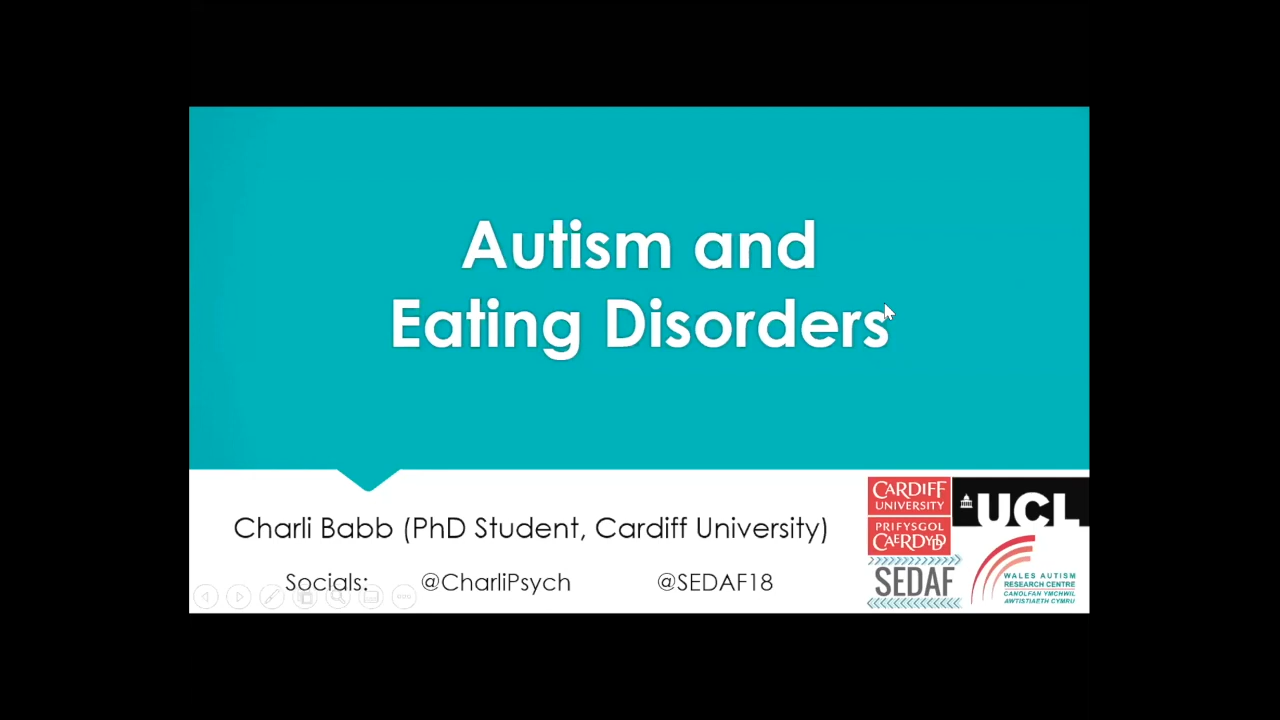 Autism and
Eating Disorders
Charli Babb (PhD Student, Cardiff University)
Socials: @CharliPsych @SEDAF18
CARDIFF
UNIVERSITY
PRIFYSGOL
CAERDYDD
UCL
SEDAF
WALES AUTISM
RESEARCH CENTRE
CANOLFAN YMCHWIL
AWTISTIAETH CYMRU